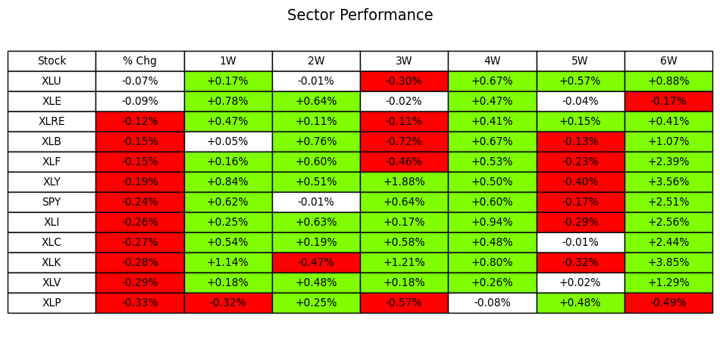 Sector Performance
Stock % Chg 1W 2W 3W 4W 5W 6W
XLU -0.07% +0.17% -0.01% -0.30% +0.67% +0.57% +0.88%
XLE -0.09% +0.78% +0.64% -0.02% +0.47% -0.04% -0.17%
XLRE -0.12% +0.47% +0.11% -0.11% +0.41% +0.15% +0.41%
XLB -0.15% +0.05% +0.76% -0.72% +0.67% -0.13% +1.07%
XLF -0.15% +0.16% +0.60% -0.46% +0.53% -0.23% +2.39%
XLY -0.19% +0.84% +0.51% +1.88% +0.50% -0.40% +3.56%
SPY -0.24% +0.62% -0.01% +0.64% +0.60% -0.17% +2.51%
XLI -0.26% +0.25% +0.63% +0.17% +0.94% -0.29% +2.56%
XLC -0.27% +0.54% +0.19% +0.58% +0.48% -0.01% +2.44%
XLK -0.28% +1.14% -0.47% +1.21% +0.80% -0.32% +3.85%
XLV -0.29% +0.18% +0.48% +0.18% +0.26% +0.02% +1.29%
XLP -0.33% -0.32% +0.25% -0.57% -0.08% +0.48% -0.49%